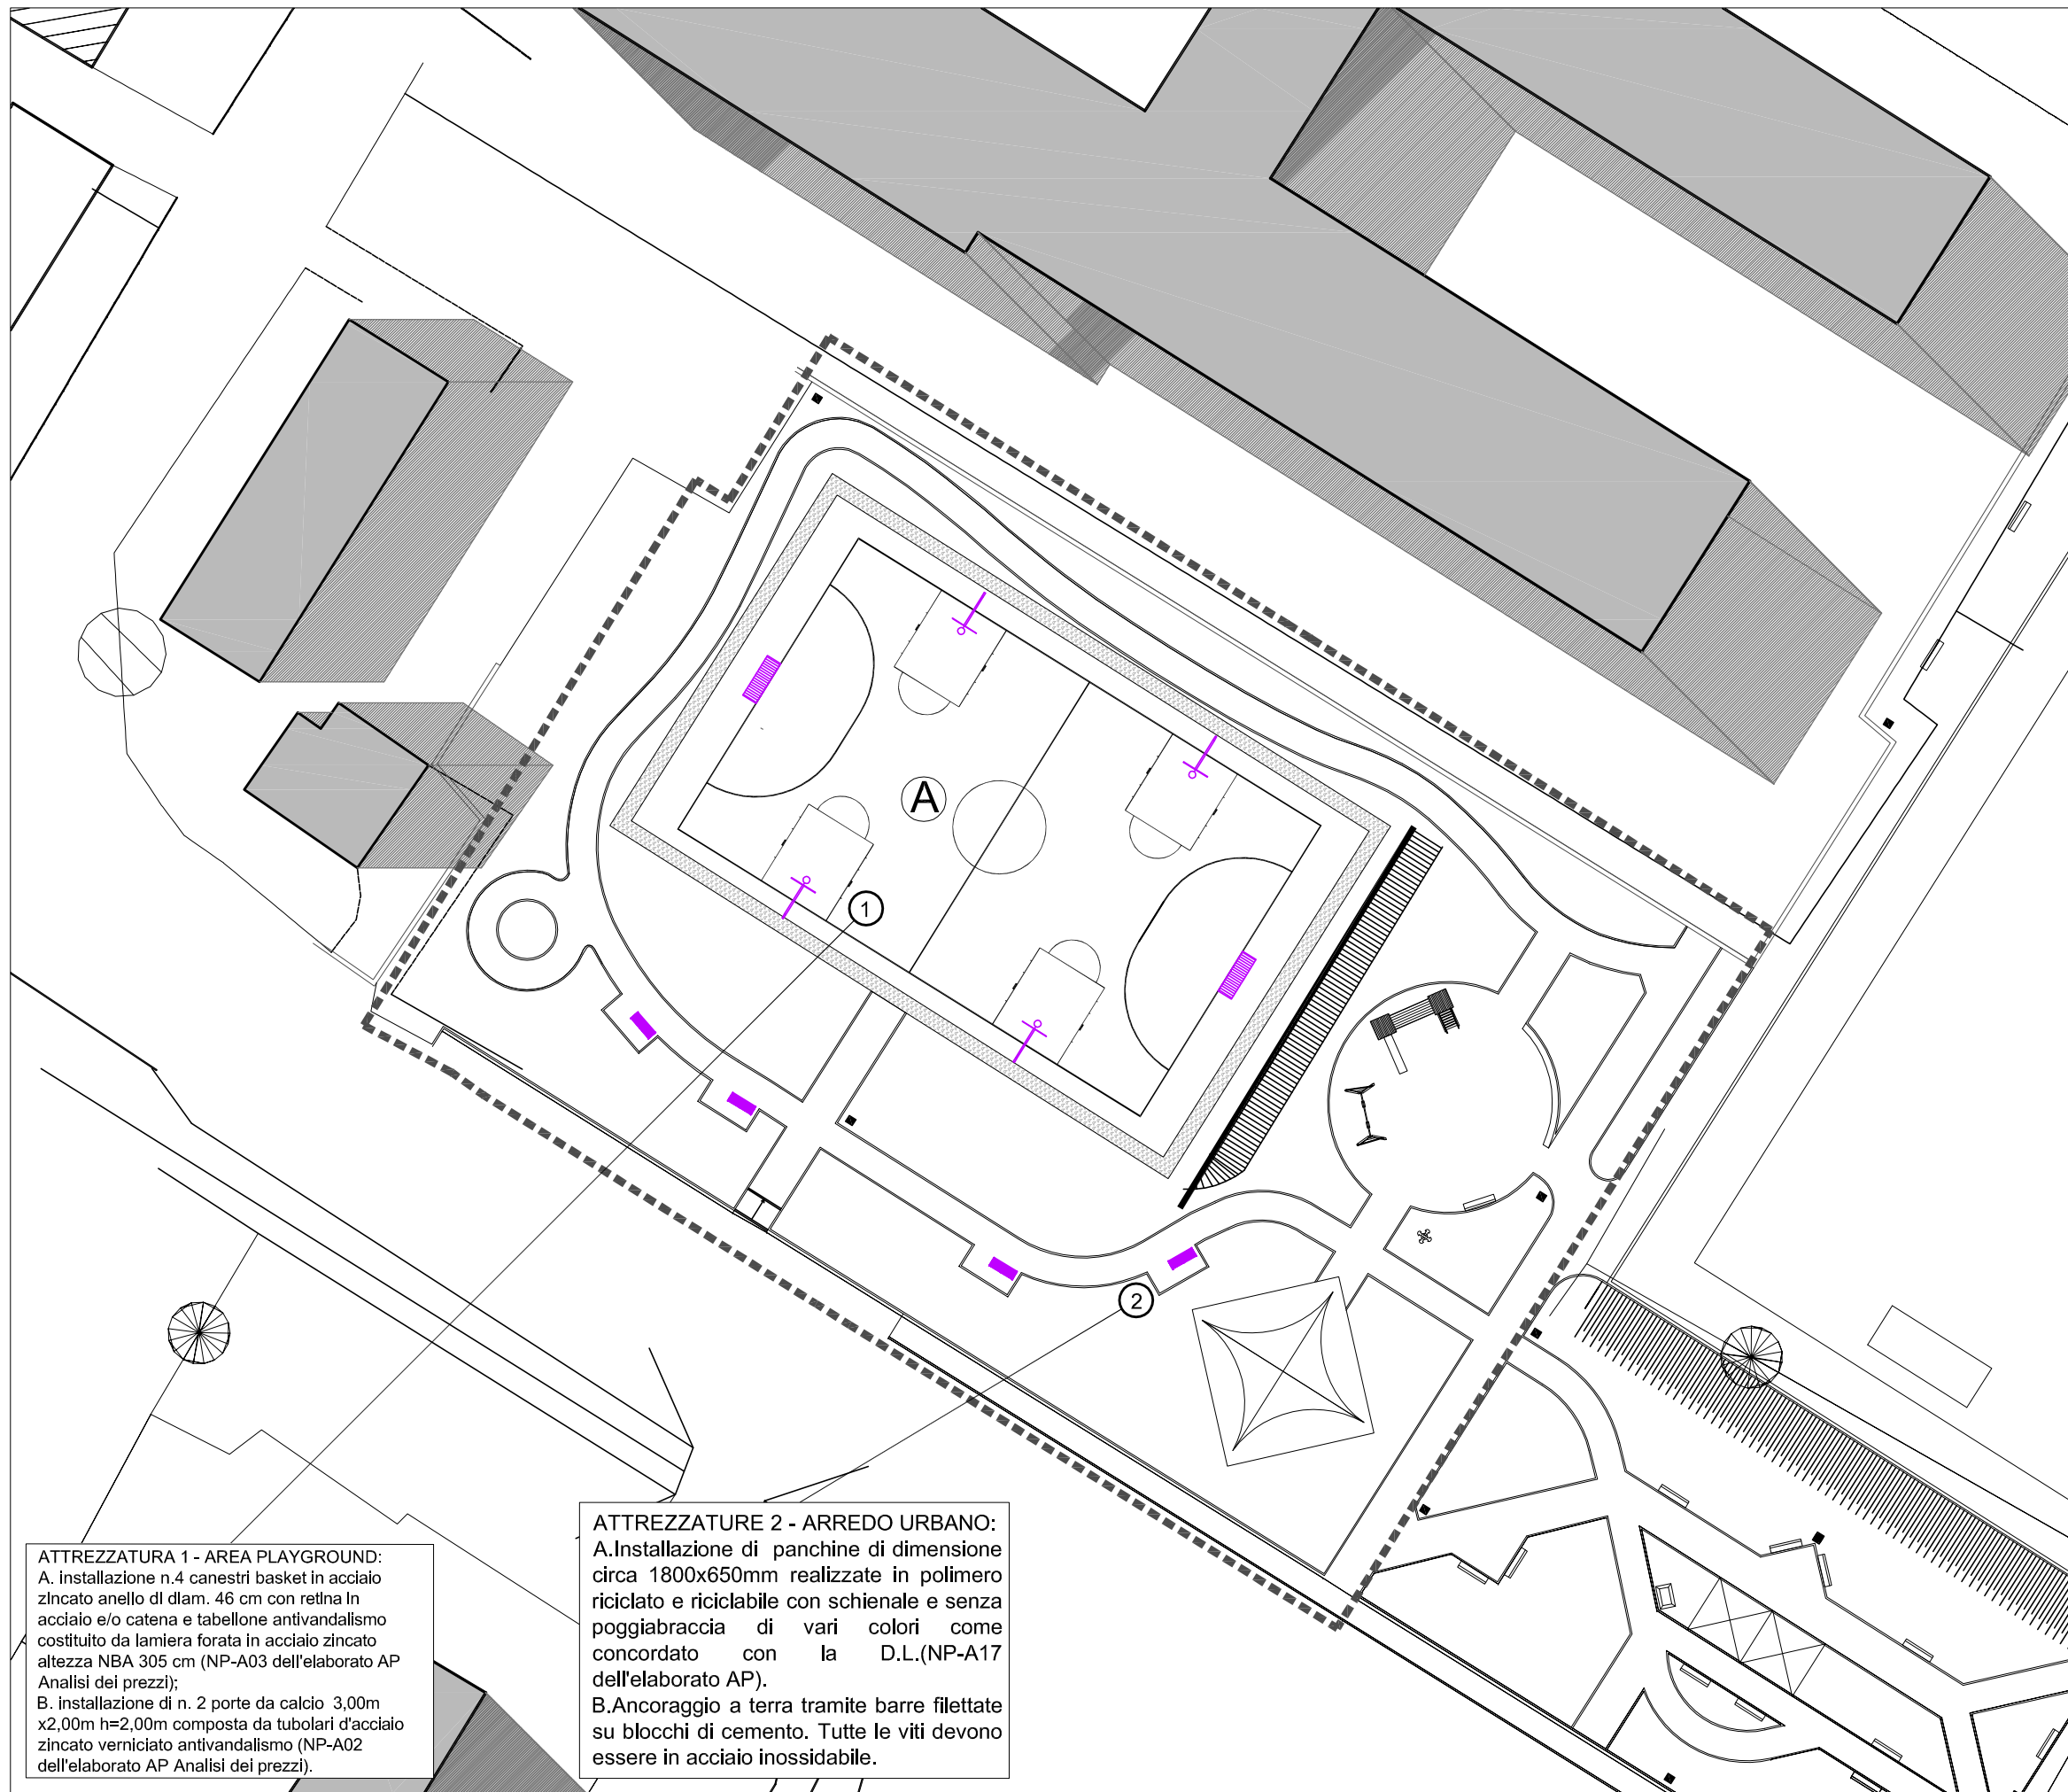 A
1
2
ATTREZZATURA 1 - AREA PLAYGROUND:
A. installazione n.4 canestri basket in acciaio
zincato anello di diam. 46 cm con retina in
acciaio e/o catena e tabellone antivandalismo
costituito da lamiera forata in acciaio zincato
altezza NBA 305 cm (NP-A03 dell'elaborato AP
Analisi dei prezzi);
B. installazione di n. 2 porte da calcio 3,00m
x2,00m h=2,00m composta da tubolari d'acciaio
zincato verniciato antivandalismo (NP-A02
dell'elaborato AP Analisi dei prezzi).
ATTREZZATURE 2 - ARREDO URBANO:
A.Installazione di panchine di dimensione
circa 1800x650mm realizzate in polimero
riciclato e riciclabile con schienale e senza
poggiabraccia di vari colori come
concordato con la D.L.(NP-A17
dell'elaborato AP).
B.Ancoraggio a terra tramite barre filettate
su blocchi di cemento. Tutte le viti devono
essere in acciaio inossidabile.